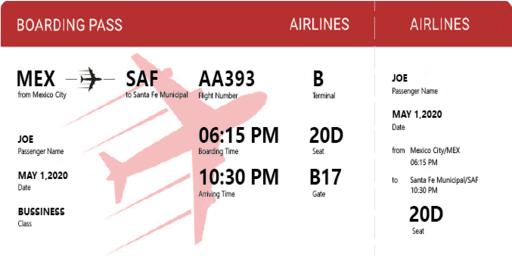 BOARDING PASS
AIRLINES
AIRLINES
MEX SAF AA393 B
from Mexico City to Santa Fe Municipal Flight Number Terminal
JOE 06:15 PM 20D
Passenger Name Boarding Time Seat
MAY 1,2020 10:30 PM B17
Date Arriving Time Gate
BUSSINESS
Class
JOE
Passenger Name
MAY 1,2020
Date
from Mexico City/MEX
06:15 PM
to Santa Fe Municipal/SAF
10:30 PM
20D
Seat